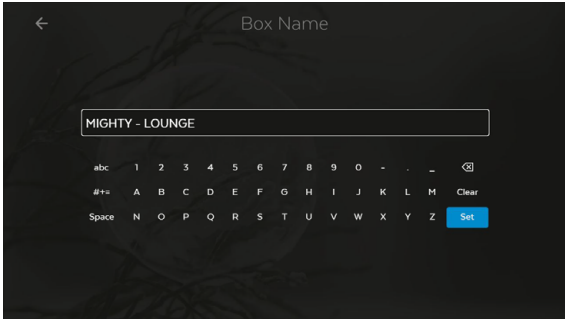 ← Box Name
MIGHTY - LOUNGE
abc 1 2 3 4 5 6 7 8 9 0 - . _ ⌫
#+= A B C D E F G H I J K L M Clear
Space N O P Q R S T U V W X Y Z Set